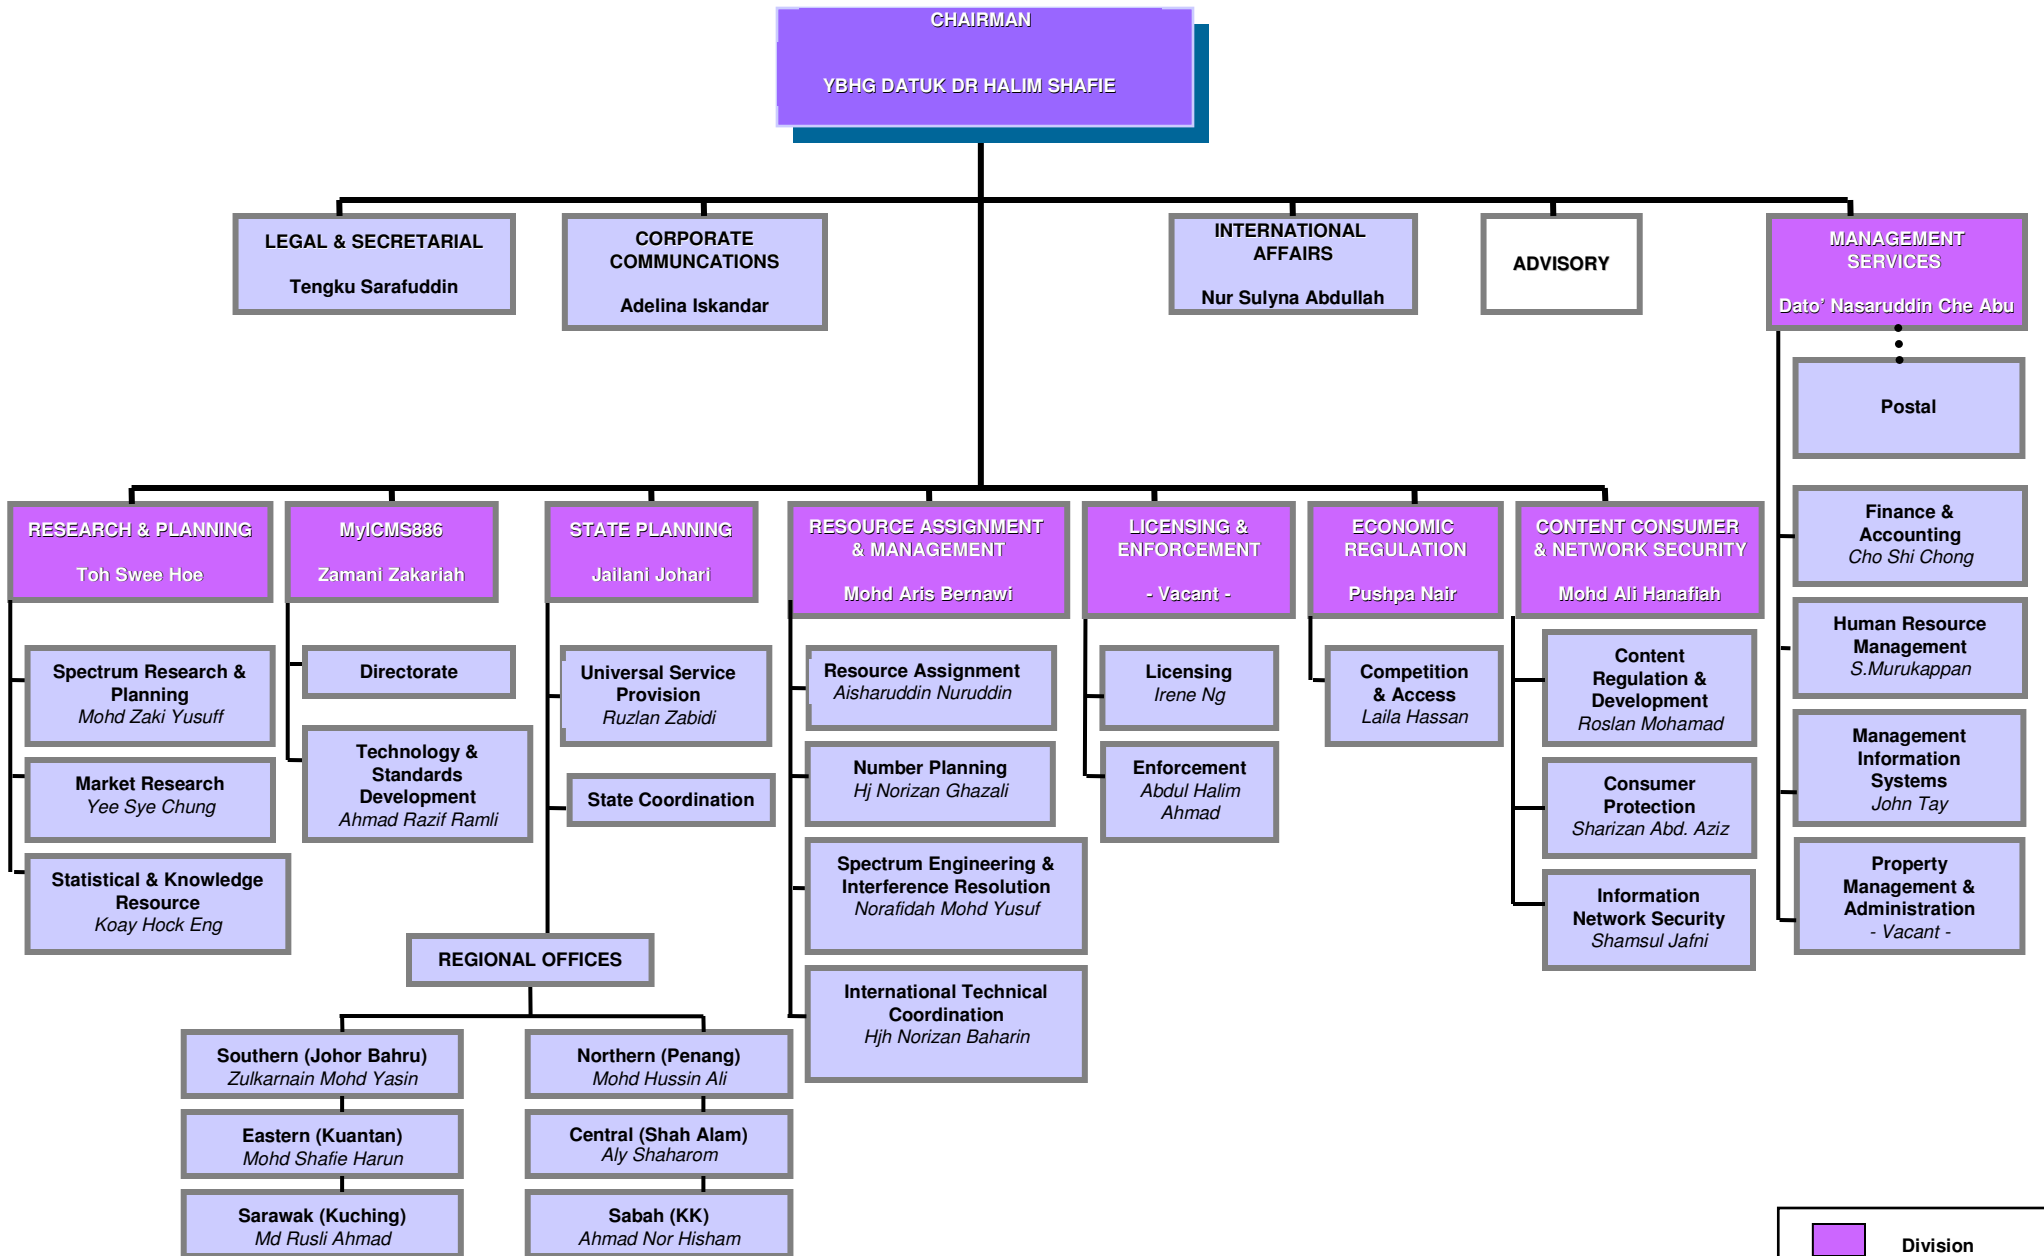 CHAIRMAN
YBHG DATUK DR HALIM SHAFIE
LEGAL & SECRETARIAL
Tengku Sarafuddin
CORPORATE
COMMUNCATIONS
Adelina Iskandar
INTERNATIONAL
AFFAIRS
Nur Sulyna Abdullah
ADVISORY
MANAGEMENT
SERVICES
Dato’ Nasaruddin Che Abu
Postal
Finance &
Accounting
Cho Shi Chong
Human Resource
Management
S.Murukappan
Management
Information
Systems
John Tay
Property
Management &
Administration
- Vacant -
RESEARCH & PLANNING
Toh Swee Hoe
Spectrum Research &
Planning
Mohd Zaki Yusuff
Market Research
Yee Sye Chung
Statistical & Knowledge
Resource
Koay Hock Eng
MyICMS886
Zamani Zakariah
Directorate
Technology &
Standards
Development
Ahmad Razif Ramli
STATE PLANNING
Jailani Johari
Universal Service
Provision
Ruzlan Zabidi
State Coordination
REGIONAL OFFICES
Southern (Johor Bahru)
Zulkarnain Mohd Yasin
Eastern (Kuantan)
Mohd Shafie Harun
Sarawak (Kuching)
Md Rusli Ahmad
Northern (Penang)
Mohd Hussin Ali
Central (Shah Alam)
Aly Shaharom
Sabah (KK)
Ahmad Nor Hisham
RESOURCE ASSIGNMENT
& MANAGEMENT
Mohd Aris Bernawi
Resource Assignment
Aisharuddin Nuruddin
Number Planning
Hj Norizan Ghazali
Spectrum Engineering &
Interference Resolution
Norafidah Mohd Yusuf
International Technical
Coordination
Hjh Norizan Baharin
LICENSING &
ENFORCEMENT
- Vacant -
Licensing
Irene Ng
Enforcement
Abdul Halim
Ahmad
ECONOMIC
REGULATION
Pushpa Nair
Competition
& Access
Laila Hassan
CONTENT CONSUMER
& NETWORK SECURITY
Mohd Ali Hanafiah
Content
Regulation &
Development
Roslan Mohamad
Consumer
Protection
Sharizan Abd. Aziz
Information
Network Security
Shamsul Jafni
Division